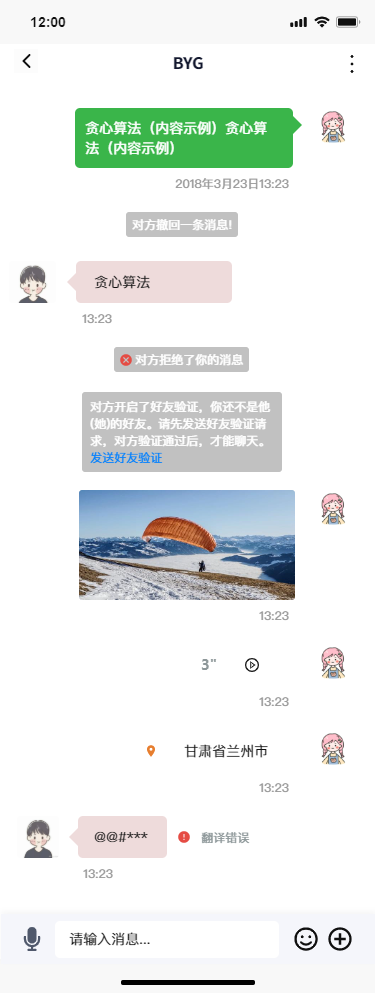 12:00
BYG
贪心算法（内容示例）贪心算
法（内容示例）
2018年3月23日13:23
对方撤回一条消息!
贪心算法
13:23
对方拒绝了你的消息
对方开启了好友验证，你还不是他
(她)的好友。请先发送好友验证请
求，对方验证通过后，才能聊天。
发送好友验证
13:23
3"
13:23
甘肃省兰州市
13:23
@@#***
翻译错误
13:23
请输入消息...